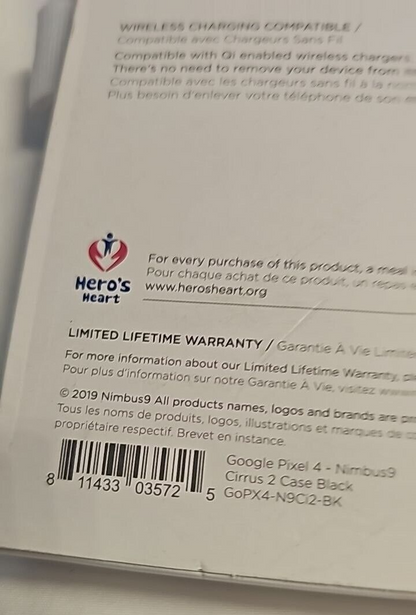 WIRELESS CHARGING COMPATIBLE /
Compatible avec Chargeurs Sans Fil
Compatible with Qi enabled wireless chargers
There's no need to remove your device from
Compatible avec les chargeurs sans fil à la
Plus besoin d'enlever votre téléphone de son
Hero's
Heart
For every purchase of this product, a meal
Pour chaque achat de ce produit, un repas
www.herosheart.org
LIMITED LIFETIME WARRANTY / Garantie À Vie
For more information about our Limited Lifetime Warranty,
Pour plus d'information sur notre Garantie À Vie, visitez
© 2019 Nimbus9 All products names, logos and brands are
Tous les noms de produits, logos, illustrations et marques de
propriétaire respectif. Brevet en instance.
8 11433 03572 5
Google Pixel 4 - Nimbus9
Cirrus 2 Case Black
GoPX4-N9Ci2-BK